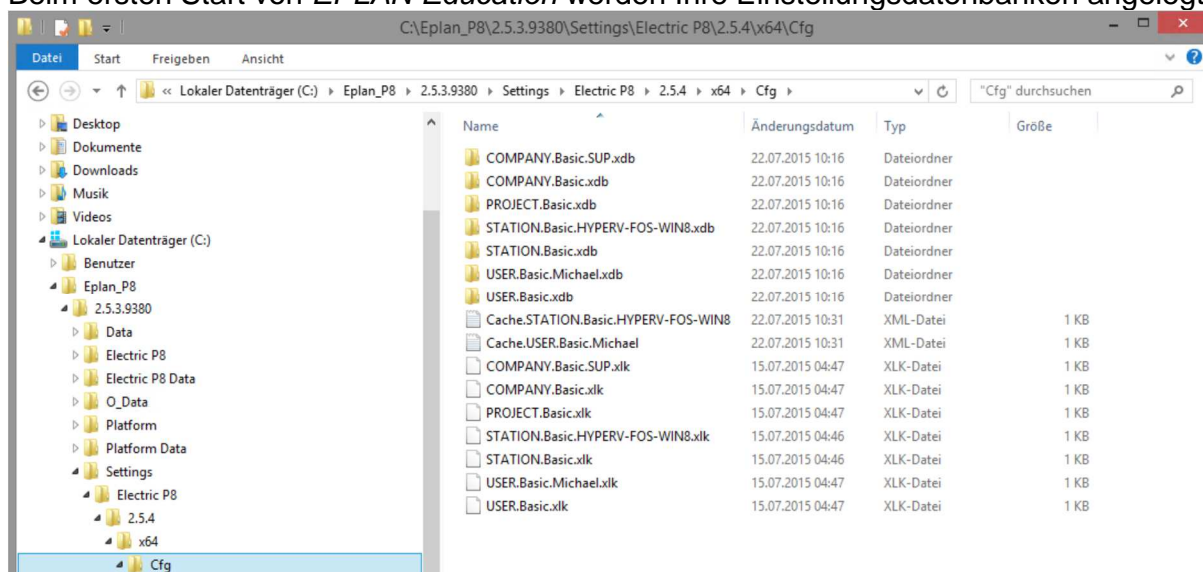 Beim ersten Start von EPLAN Education werden Ihre Einstellungsdatenbanken angelegt
C:\Eplan_P8\2.5.3.9380\Settings\Electric P8\2.5.4\x64\Cfg
Datei Start Freigeben Ansicht
« Lokaler Datenträger (C:) Eplan_P8 2.5.3.9380 Settings Electric P8 2.5.4 x64 Cfg "Cfg" durchsuchen
Desktop
Dokumente
Downloads
Musik
Videos
Lokaler Datenträger (C:)
Benutzer
Eplan_P8
2.5.3.9380
Data
Electric P8
Electric P8 Data
O_Data
Platform
Platform Data
Settings
Electric P8
2.5.4
x64
Cfg
Name Änderungsdatum Typ Größe
COMPANY.Basic.SUP.xdb 22.07.2015 10:16 Dateiordner
COMPANY.Basic.xdb 22.07.2015 10:16 Dateiordner
PROJECT.Basic.xdb 22.07.2015 10:16 Dateiordner
STATION.Basic.HYPERV-FOS-WIN8.xdb 22.07.2015 10:16 Dateiordner
STATION.Basic.xdb 22.07.2015 10:16 Dateiordner
USER.Basic.Michael.xdb 22.07.2015 10:16 Dateiordner
USER.Basic.xdb 22.07.2015 10:16 Dateiordner
Cache.STATION.Basic.HYPERV-FOS-WIN8 22.07.2015 10:31 XML-Datei 1 KB
Cache.USER.Basic.Michael 22.07.2015 10:31 XML-Datei 1 KB
COMPANY.Basic.SUP.xlk 15.07.2015 04:47 XLK-Datei 1 KB
COMPANY.Basic.xlk 15.07.2015 04:47 XLK-Datei 1 KB
PROJECT.Basic.xlk 15.07.2015 04:47 XLK-Datei 1 KB
STATION.Basic.HYPERV-FOS-WIN8.xlk 15.07.2015 04:46 XLK-Datei 1 KB
STATION.Basic.xlk 15.07.2015 04:46 XLK-Datei 1 KB
USER.Basic.Michael.xlk 15.07.2015 04:47 XLK-Datei 1 KB
USER.Basic.xlk 15.07.2015 04:47 XLK-Datei 1 KB